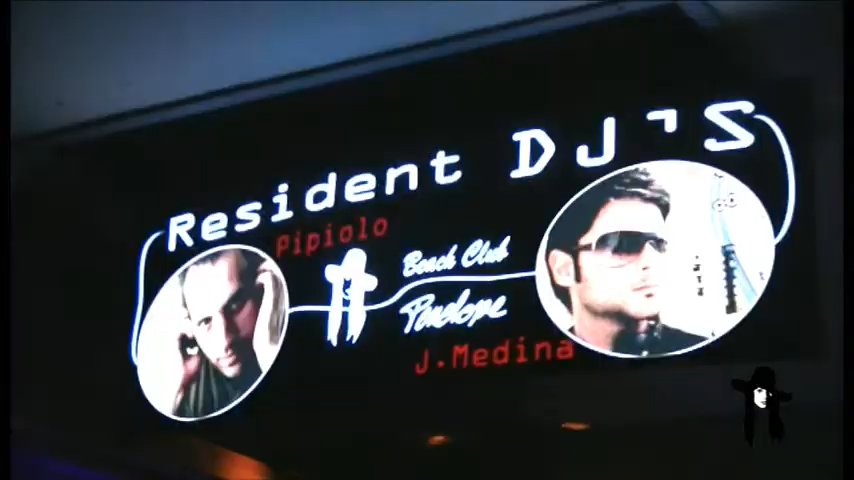 Resident DJ's
Pipiolo
Beach Club
Penelope
J.Medina